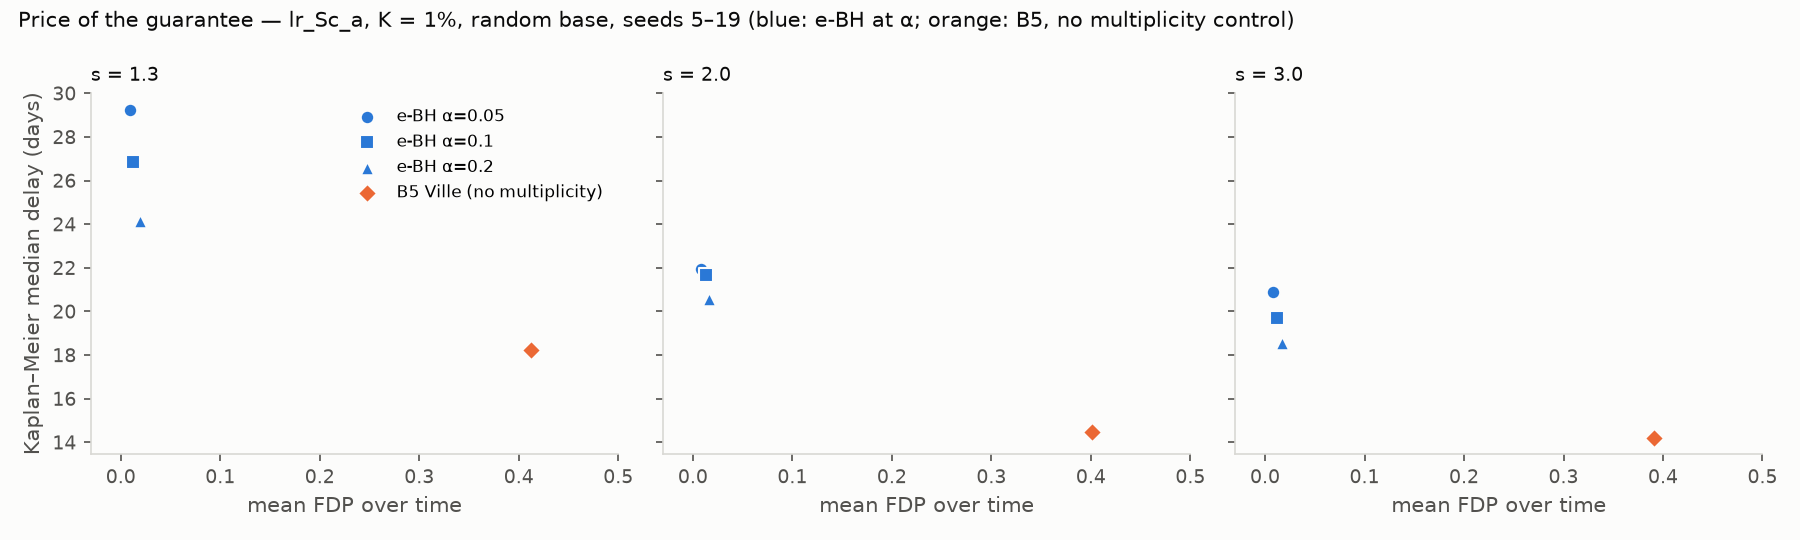 Price of the guarantee — lr_Sc_a, K = 1%, random base, seeds 5–19 (blue: e-BH at α; orange: B5, no multiplicity control)
s = 1.3
s = 2.0
s = 3.0
Kaplan–Meier median delay (days)
30
28
26
24
22
20
18
16
14
e-BH α=0.05
e-BH α=0.1
e-BH α=0.2
B5 Ville (no multiplicity)
0.0 0.1 0.2 0.3 0.4 0.5
0.0 0.1 0.2 0.3 0.4 0.5
0.0 0.1 0.2 0.3 0.4 0.5
mean FDP over time
mean FDP over time
mean FDP over time